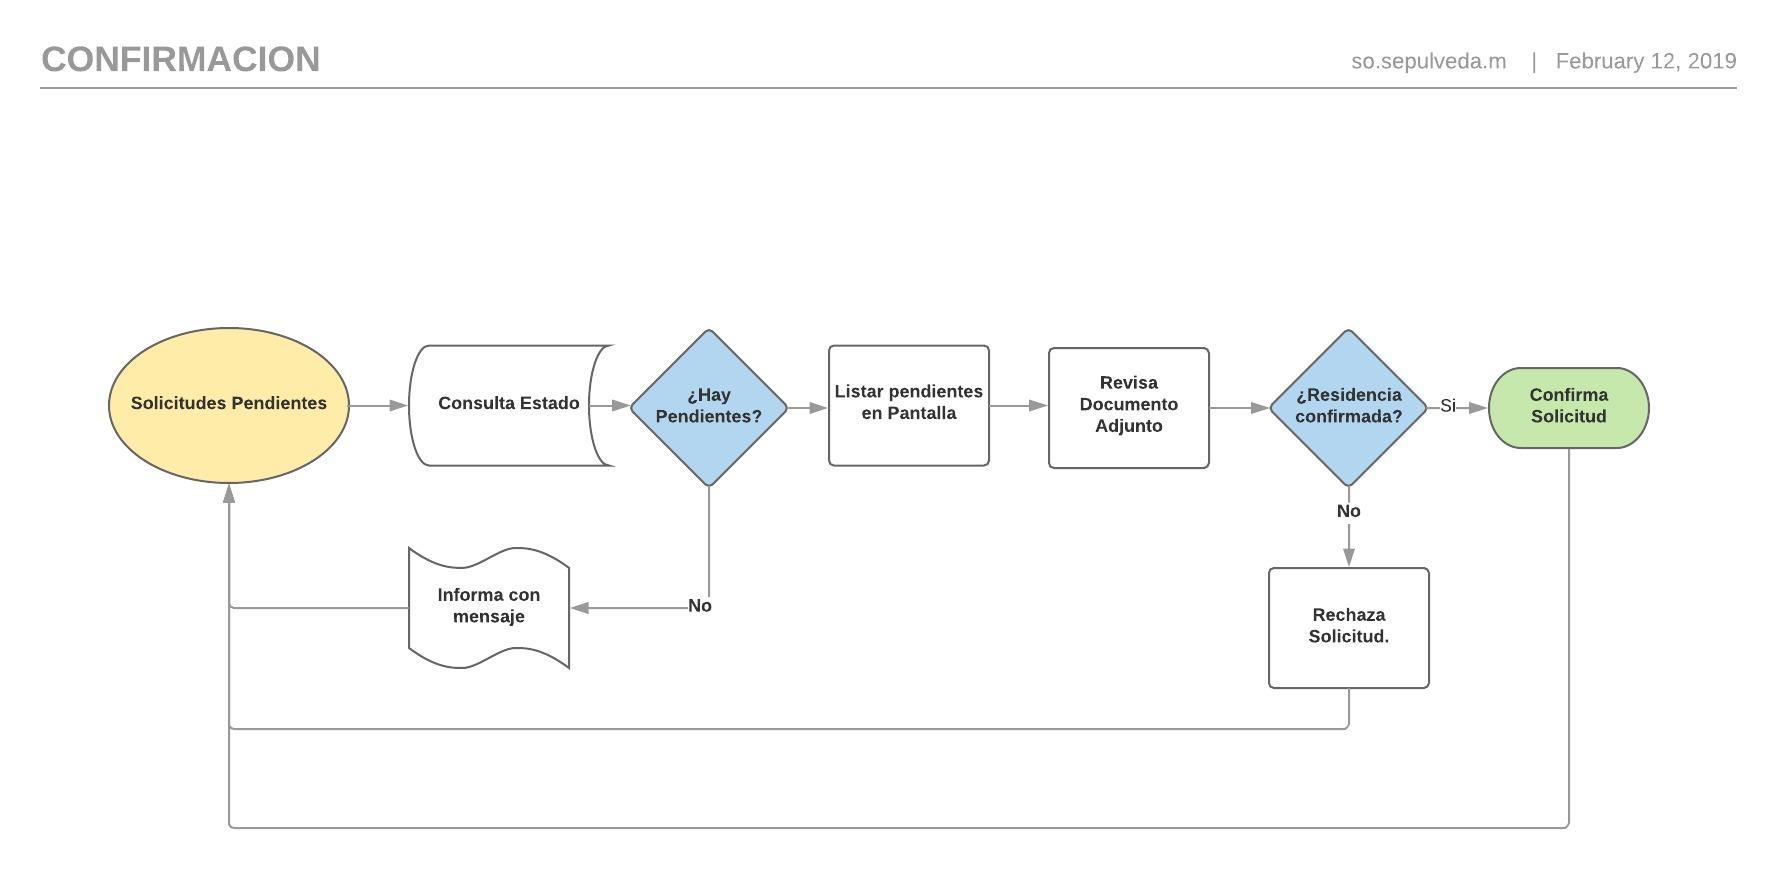 CONFIRMACION
so.sepulveda.m | February 12, 2019
Solicitudes Pendientes
Consulta Estado
¿Hay
Pendientes?
Listar pendientes
en Pantalla
Revisa
Documento
Adjunto
¿Residencia
confirmada?
Si
Confirma
Solicitud
No
Informa con
mensaje
No
Rechaza
Solicitud.